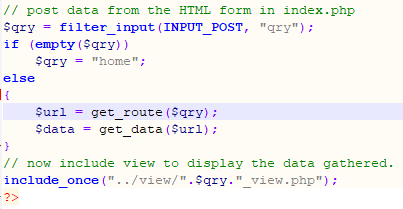 // post data from the HTML form in index.php
$qry = filter_input(INPUT_POST, "qry");
if (empty($qry))
    $qry = "home";
else
{
    $url = get_route($qry);
    $data = get_data($url);
}
// now include view to display the data gathered.
include_once("../view/".$qry."_view.php");
?>